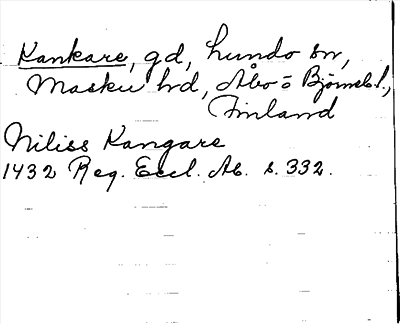 Kankare, gd, Lundo sn,
Masku hd, Åbo o Björneb. l.,
Finland
Niliss Kangare
1432 Reg. Eccl. Ab. s. 332.